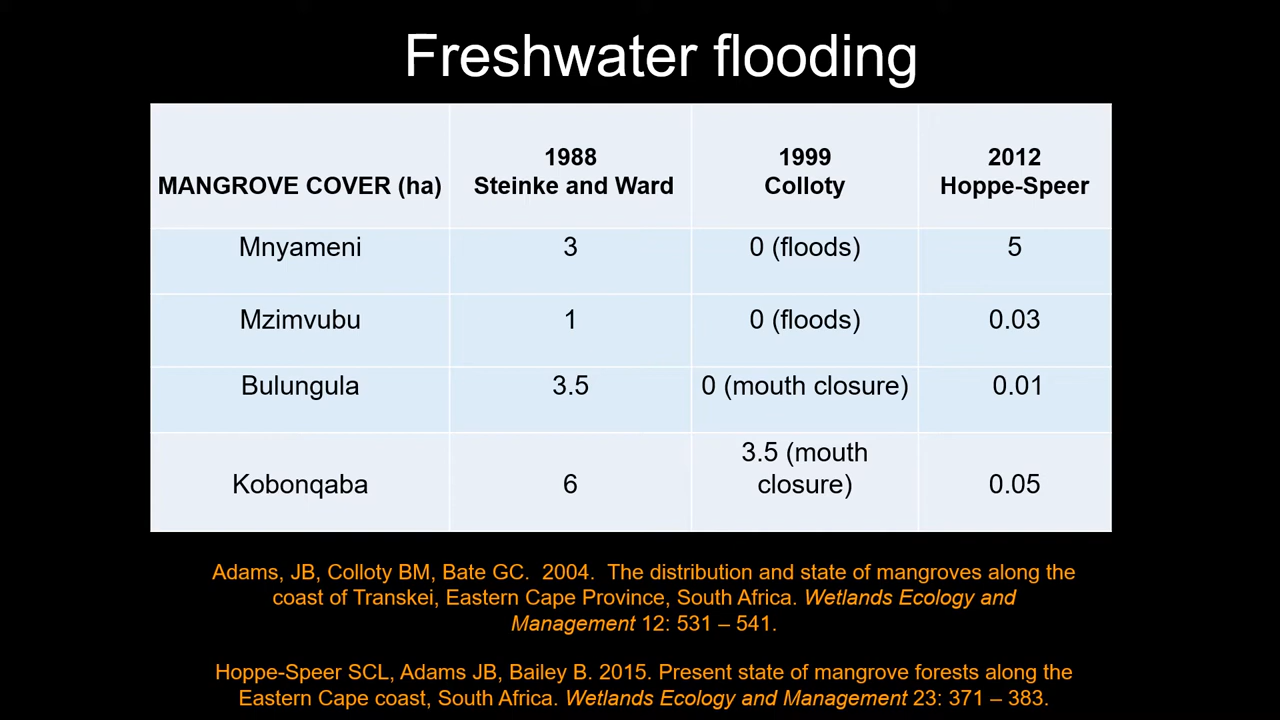 Freshwater flooding
MANGROVE COVER (ha)
1988
Steinke and Ward
1999
Colloty
2012
Hoppe-Speer
Mnyameni
3
0 (floods)
5
Mzimvubu
1
0 (floods)
0.03
Bulungula
3.5
0 (mouth closure)
0.01
Kobonqaba
6
3.5 (mouth
closure)
0.05
Adams, JB, Colloty BM, Bate GC.  2004.  The distribution and state of mangroves along the
coast of Transkei, Eastern Cape Province, South Africa. Wetlands Ecology and
Management 12: 531 – 541.
Hoppe-Speer SCL, Adams JB, Bailey B. 2015. Present state of mangrove forests along the
Eastern Cape coast, South Africa. Wetlands Ecology and Management 23: 371 – 383.